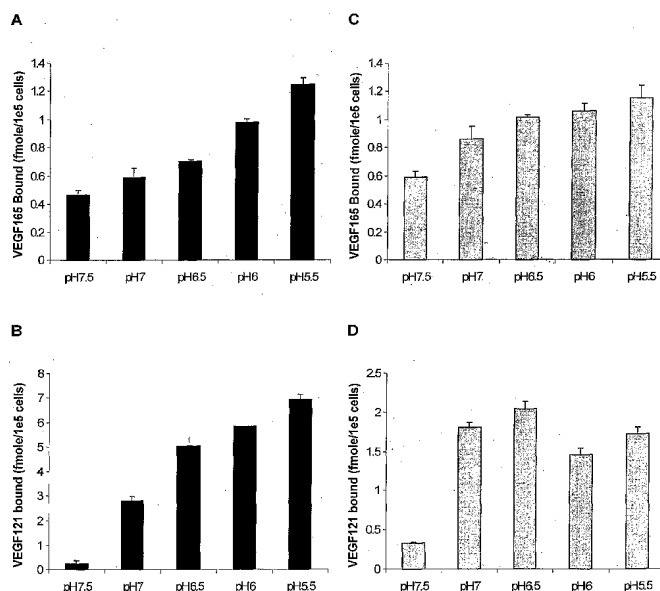 A
VEGF165 Bound (fmole/1e5 cells)
1.4
1.2
1
0.8
0.6
0.4
0.2
0
pH7.5
pH7
pH6.5
pH6
pH5.5
C
VEGF165 Bound (fmole/1e5 cells)
1.4
1.2
1
0.8
0.6
0.4
0.2
0
pH7.5
pH7
pH6.5
pH6
pH5.5
B
VEGF121 bound (fmole/1e5 cells)
8
7
6
5
4
3
2
1
0
pH7.5
pH7
pH6.5
pH6
pH5.5
D
VEGF121 bound (fmole/1e5 cells)
2.5
2
1.5
1
0.5
0
pH7.5
pH7
pH6.5
pH6
pH5.5